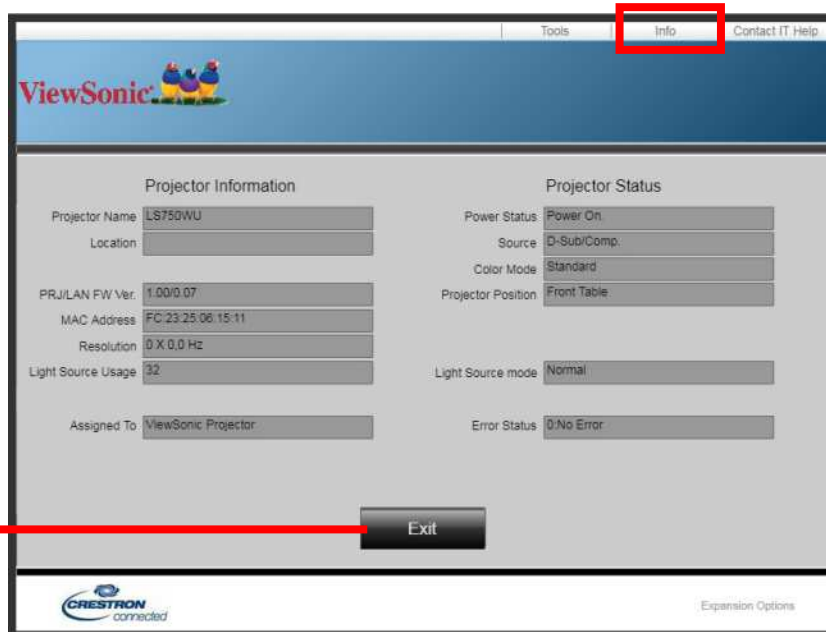 Tools Info Contact IT Help
ViewSonic
Projector Information
Projector Name LS750WU
Location
PRJ/LAN FW Ver. 1.00/0.07
MAC Address FC:23:25:06:15:11
Resolution 0 X 0,0 Hz
Light Source Usage 32
Assigned To ViewSonic Projector
Projector Status
Power Status Power On.
Source D-Sub/Comp.
Color Mode Standard
Projector Position Front Table
Light Source mode Normal
Error Status 0:No Error
Exit
CRESTRON
connected
Expansion Options